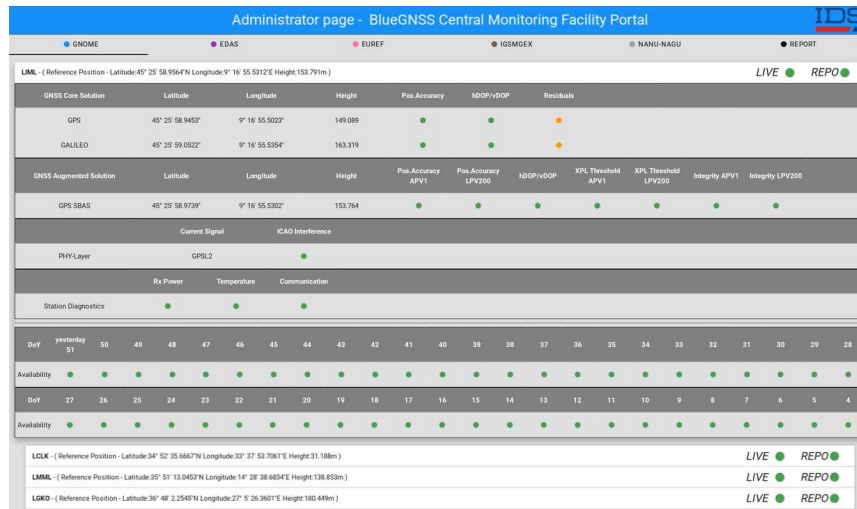 Administrator page - BlueGNSS Central Monitoring Facility Portal
IDS
GNOME EDAS EUREF IGSMGEX NANU-NAGU REPORT
LIML - ( Reference Position - Latitude:45° 25' 58.9564"N Longitude:9° 16' 55.5312"E Height:153.791m ) LIVE REPO
GNSS Core Solution Latitude Longitude Height Pos.Accuracy hDOP/vDOP Residuals
GPS 45° 25' 58.9453" 9° 16' 55.5023" 149.089
GALILEO 45° 25' 59.0522" 9° 16' 55.5354" 163.319
GNSS Augmented Solution Latitude Longitude Height Pos.Accuracy APV1 Pos.Accuracy LPV200 hDOP/vDOP XPL Threshold APV1 XPL Threshold LPV200 Integrity APV1 Integrity LPV200
GPS SBAS 45° 25' 58.9739" 9° 16' 55.5302" 153.764
Current Signal ICAO Interference
PHY-Layer GPSL2
Rx Power Temperature Communication
Station Diagnostics
DoY yesterday 51 50 49 48 47 46 45 44 43 42 41 40 39 38 37 36 35 34 33 32 31 30 29 28
Availability
DoY 27 26 25 24 23 22 21 20 19 18 17 16 15 14 13 12 11 10 9 8 7 6 5 4
Availability
LCLK - ( Reference Position - Latitude:34° 52' 35.6667"N Longitude:33° 37' 53.7061"E Height:31.188m ) LIVE REPO
LMML - ( Reference Position - Latitude:35° 51' 13.0453"N Longitude:14° 28' 38.6834"E Height:138.853m ) LIVE REPO
LGKO - ( Reference Position - Latitude:36° 48' 2.2545"N Longitude:27° 5' 26.3601"E Height:180.449m ) LIVE REPO